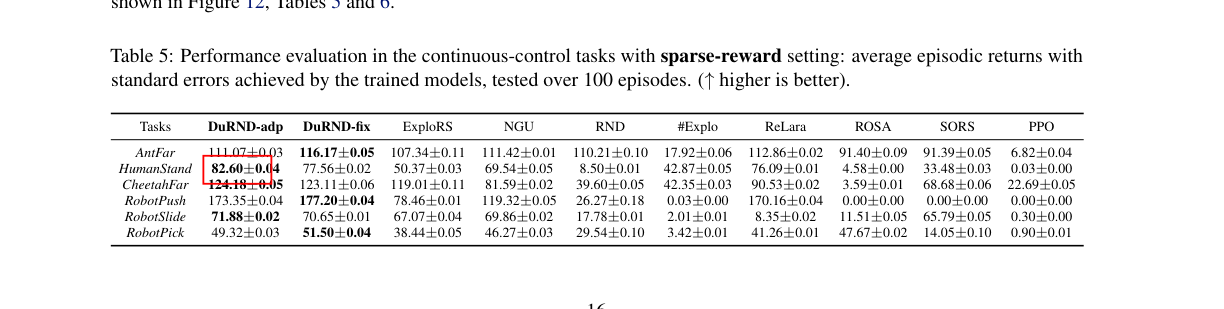 shown in Figure 12, Tables 5 and 6.
Table 5: Performance evaluation in the continuous-control tasks with sparse-reward setting: average episodic returns with
standard errors achieved by the trained models, tested over 100 episodes. (↑ higher is better).
Tasks DuRND-adp DuRND-fix ExploRS NGU RND #Explo ReLara ROSA SORS PPO
AntFar 111.07±0.03 116.17±0.05 107.34±0.11 111.42±0.01 110.21±0.10 17.92±0.06 112.86±0.02 91.40±0.09 91.39±0.05 6.82±0.04
HumanStand 82.60±0.04 77.56±0.02 50.37±0.03 69.54±0.05 8.50±0.01 42.87±0.05 76.09±0.01 4.58±0.00 33.48±0.03 0.03±0.00
CheetahFar 124.18±0.05 123.11±0.06 119.01±0.11 81.59±0.02 39.60±0.05 42.35±0.03 90.53±0.02 3.59±0.01 68.68±0.06 22.69±0.05
RobotPush 173.35±0.04 177.20±0.04 78.46±0.01 119.32±0.05 26.27±0.18 0.03±0.00 170.16±0.04 0.00±0.00 0.00±0.00 0.00±0.00
RobotSlide 71.88±0.02 70.65±0.01 67.07±0.04 69.86±0.02 17.78±0.01 2.01±0.01 8.35±0.02 11.51±0.05 65.79±0.05 0.30±0.00
RobotPick 49.32±0.03 51.50±0.04 38.44±0.05 46.27±0.03 29.54±0.10 3.42±0.01 41.26±0.01 47.67±0.02 14.05±0.10 0.90±0.01
16